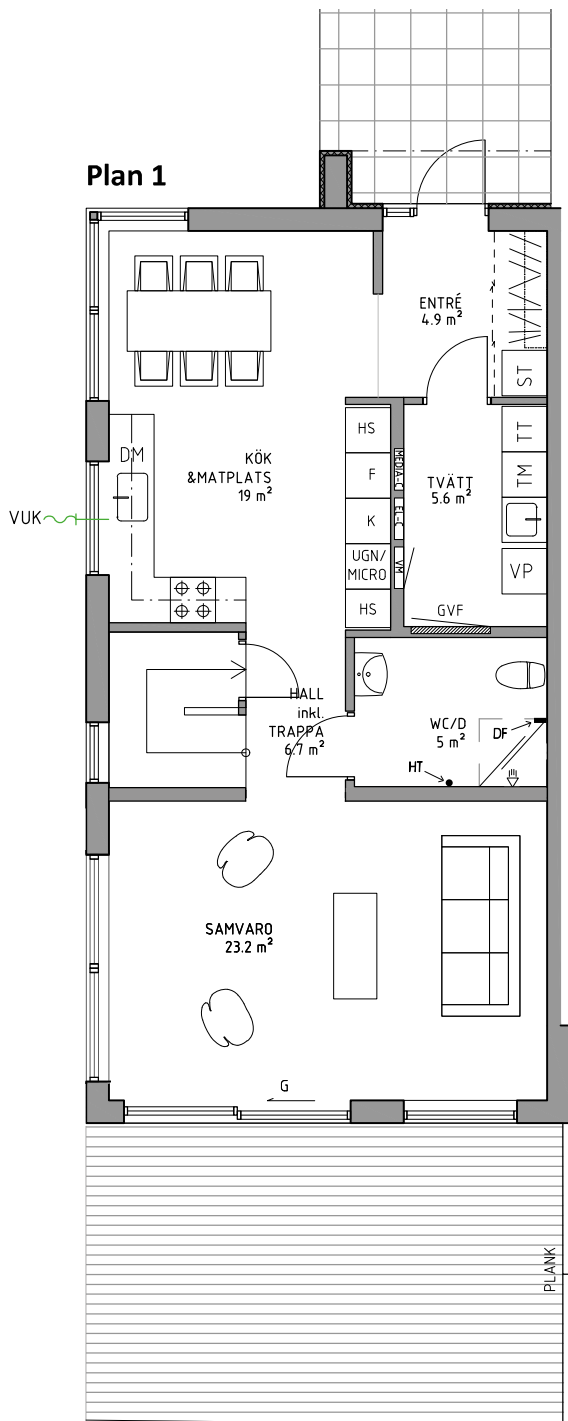 Plan 1
ENTRÉ
4.9 m²
ST
DM
KÖK
&MATPLATS
19 m²
HS
F
K
UGN/
MICRO
HS
MEDIA-C
EL-C
VM
TVÄTT
5.6 m²
TT
TM
VP
VUK
GVF
HALL
inkl.
TRAPPA
6.7 m²
WC/D
5 m²
DF
HT
SAMVARO
23.2 m²
G
PLANK